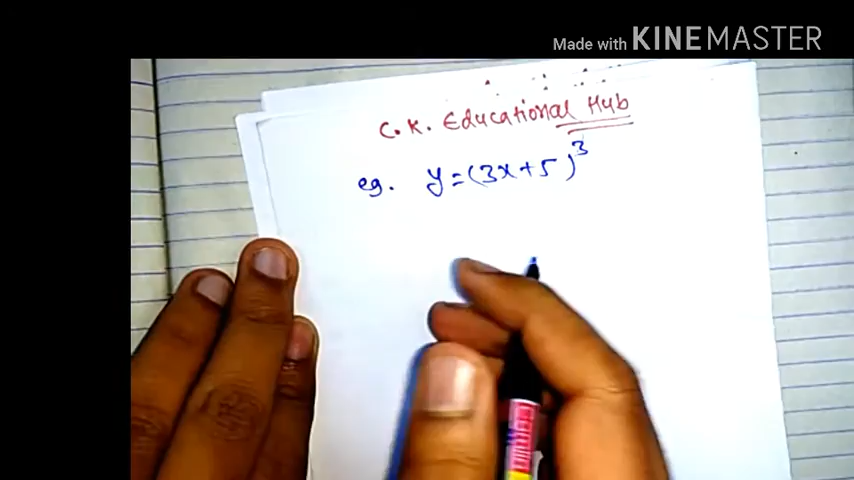 Made with KINEMASTER
C. K. Educational Hub
eg. y = (3x + 5)^3